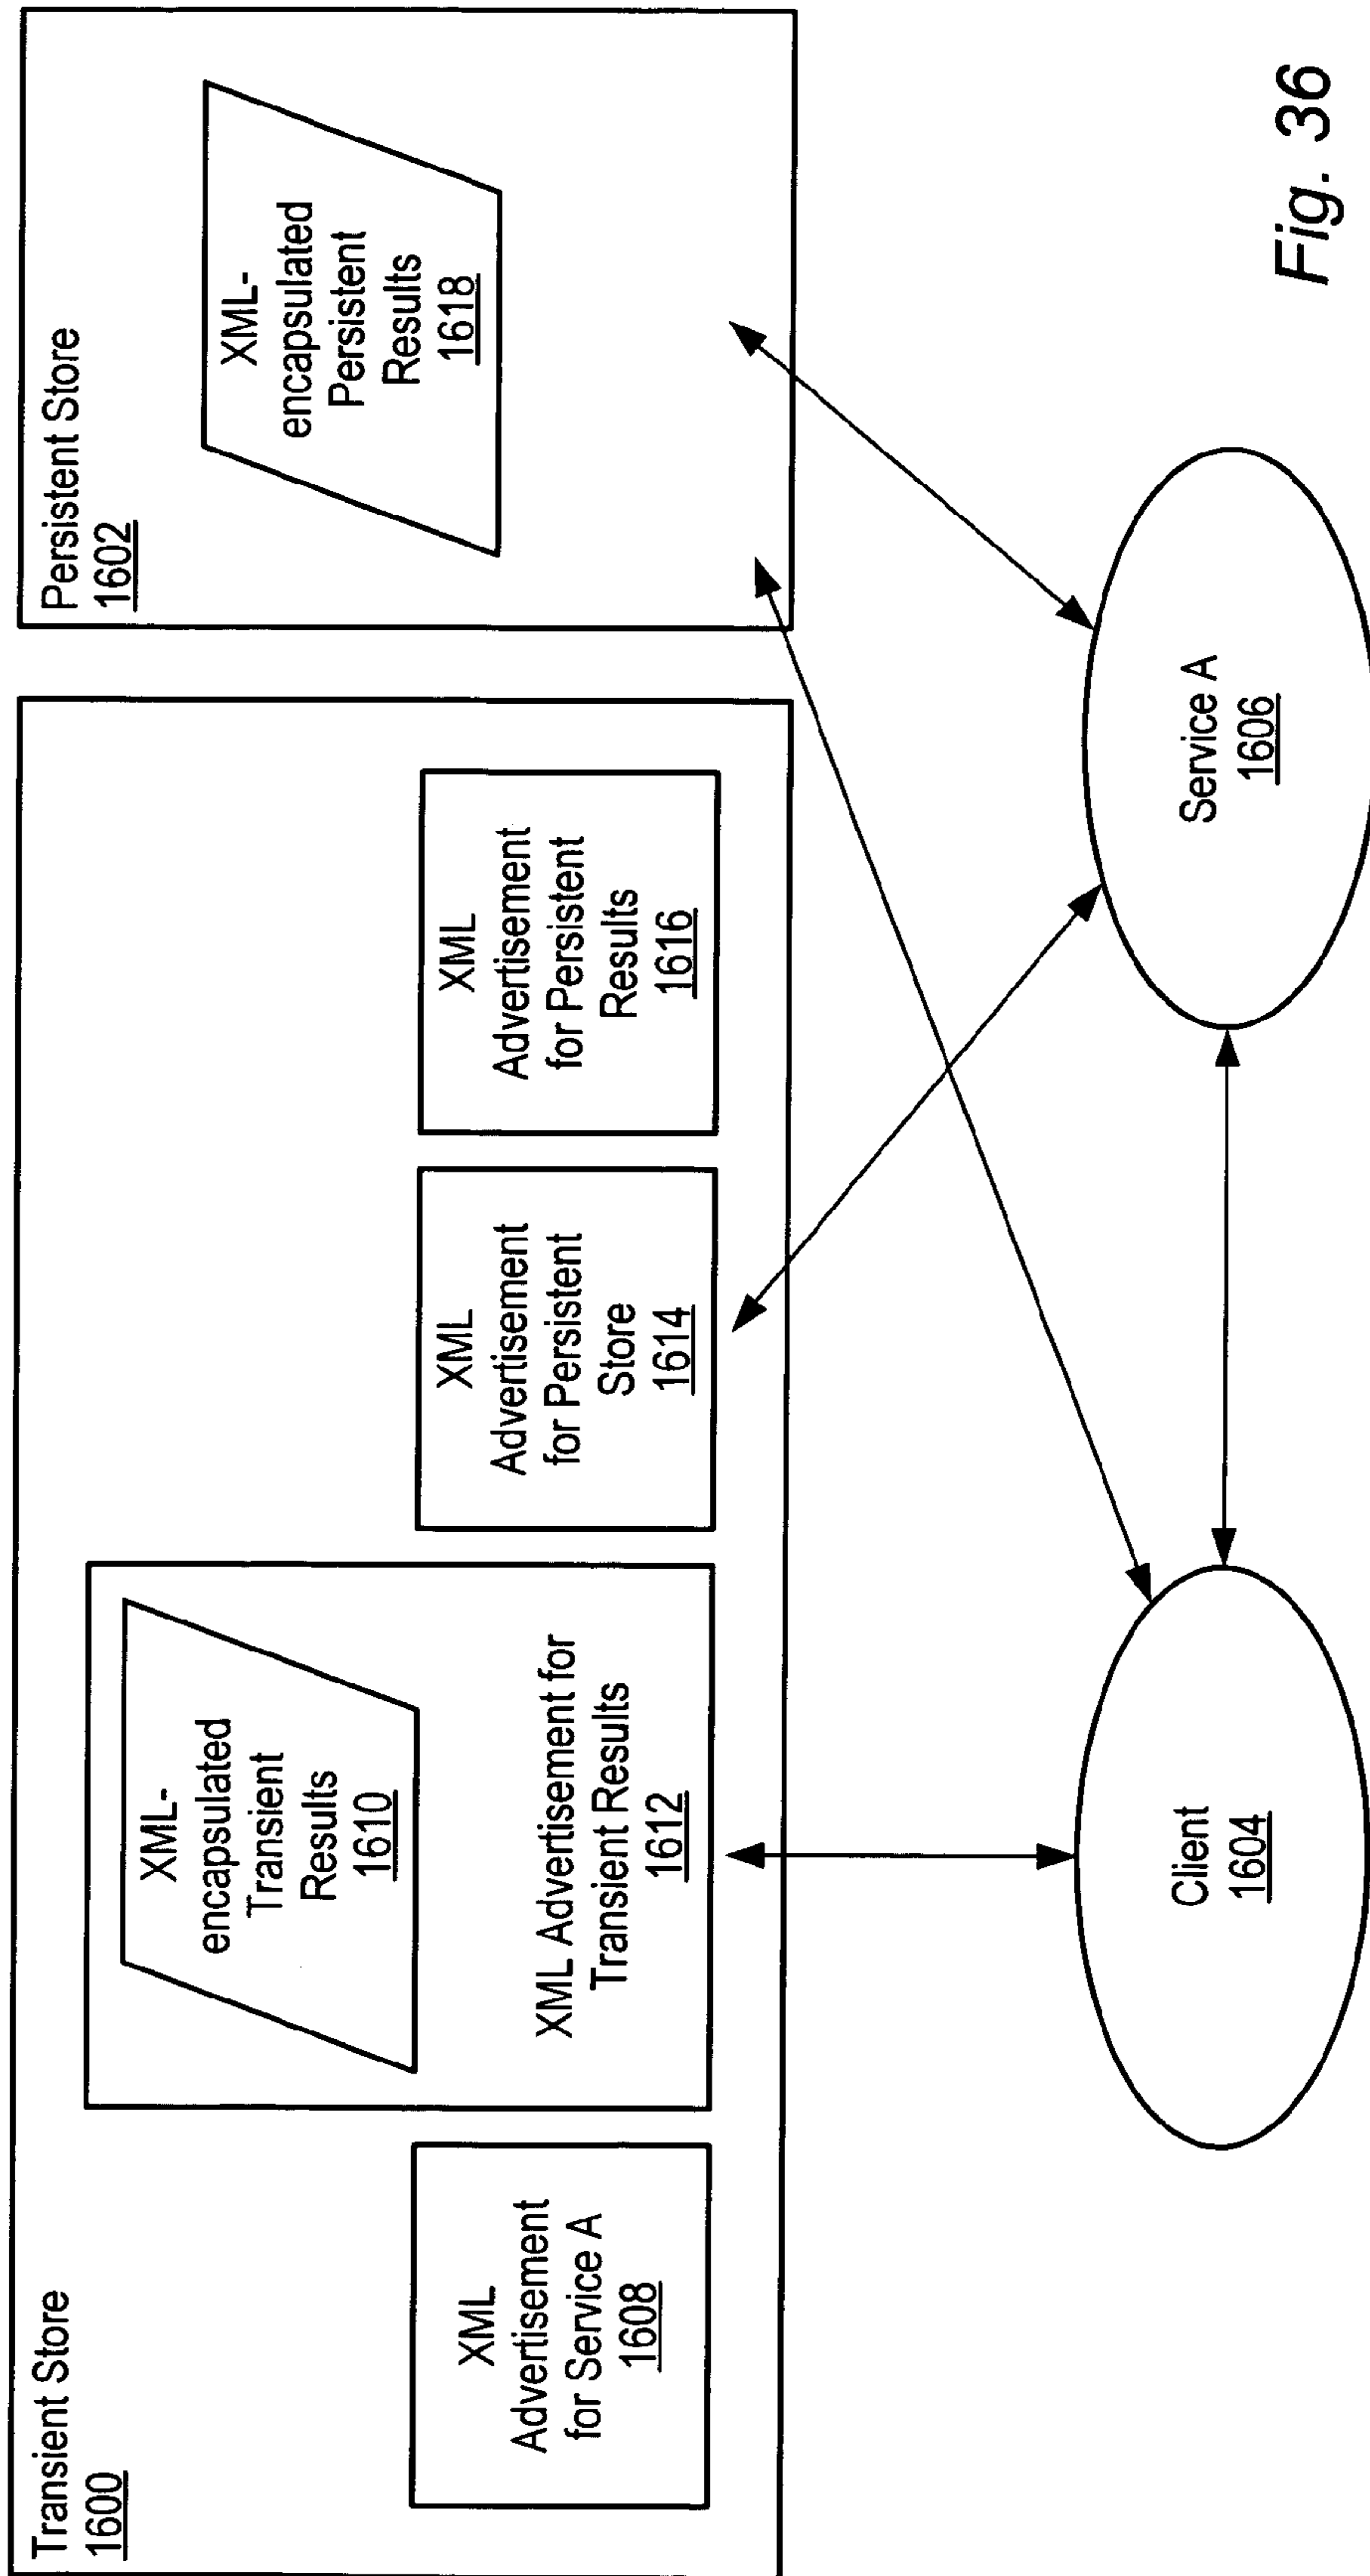 Transient Store
1600
XML
Advertisement
for Service A
1608
XML-
encapsulated
Transient
Results
1610
XML Advertisement for
Transient Results
1612
XML
Advertisement
for Persistent
Store
1614
XML
Advertisement
for Persistent
Results
1616
Persistent Store
1602
XML-
encapsulated
Persistent
Results
1618
Client
1604
Service A
1606
Fig. 36